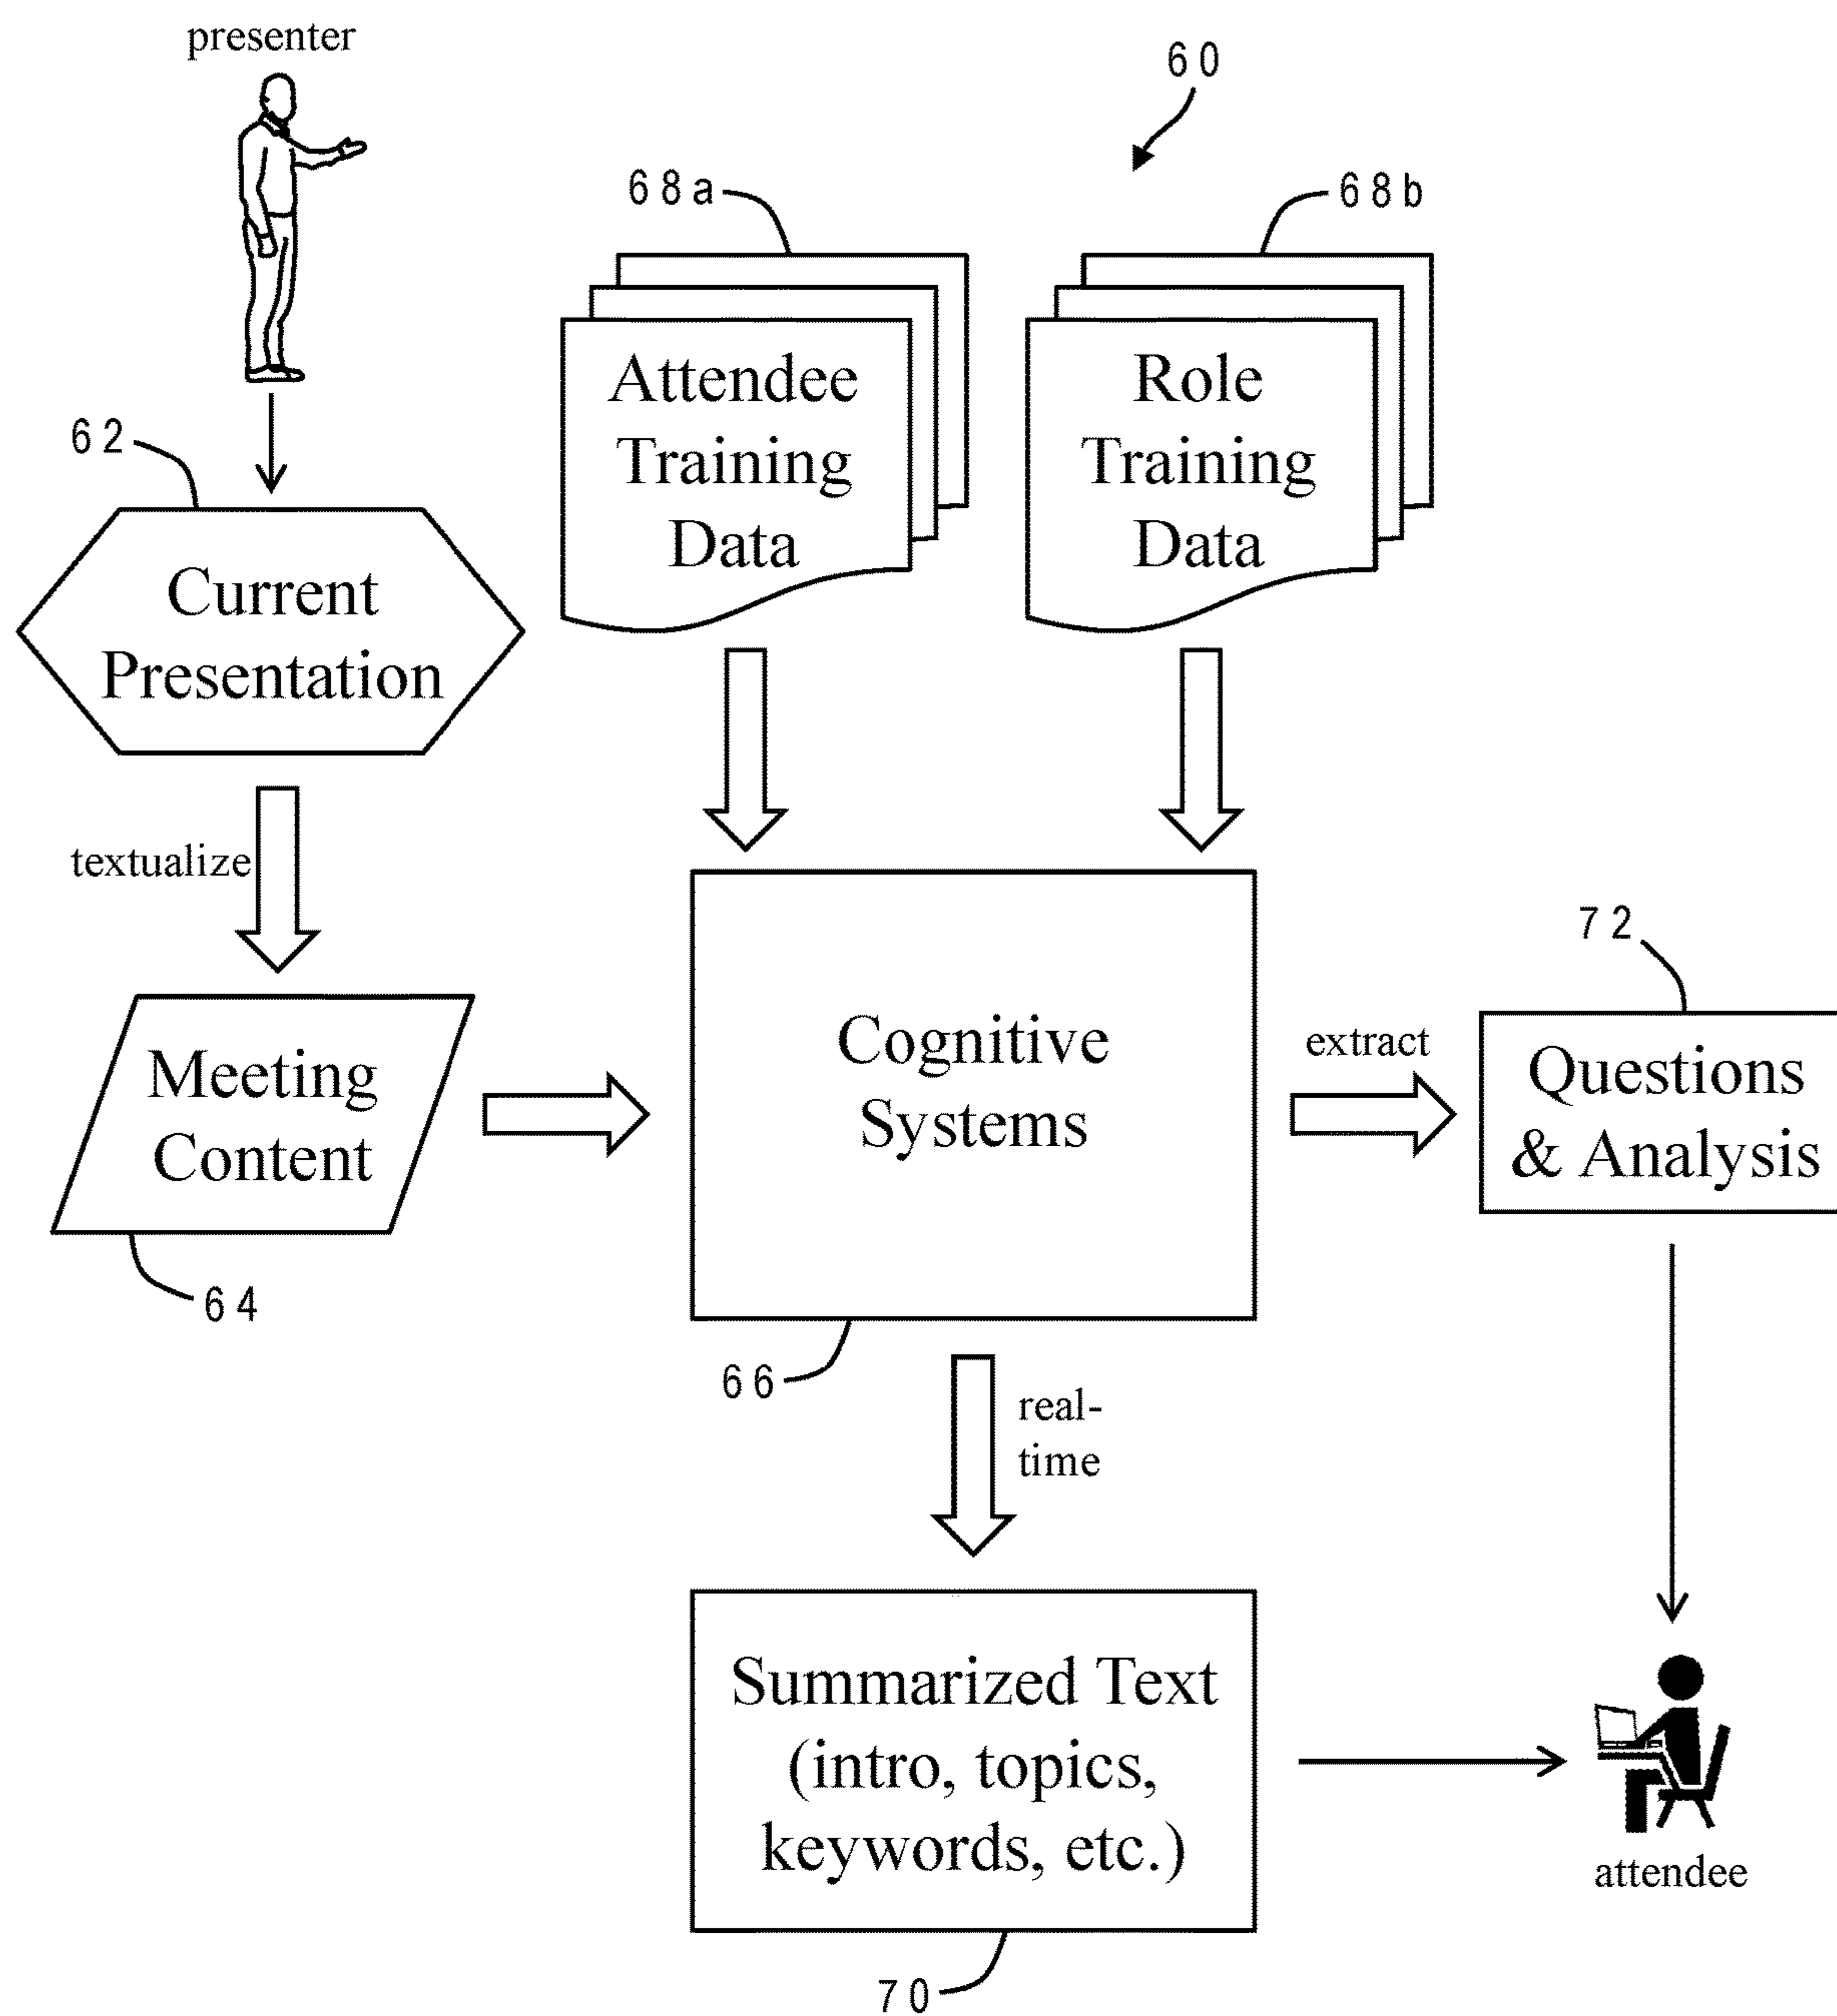 presenter
60
68a
68b
Attendee
Training
Data
Role
Training
Data
62
Current
Presentation
textualize
Meeting
Content
64
Cognitive
Systems
66
extract
72
Questions
& Analysis
real-
time
Summarized Text
(intro, topics,
keywords, etc.)
70
attendee